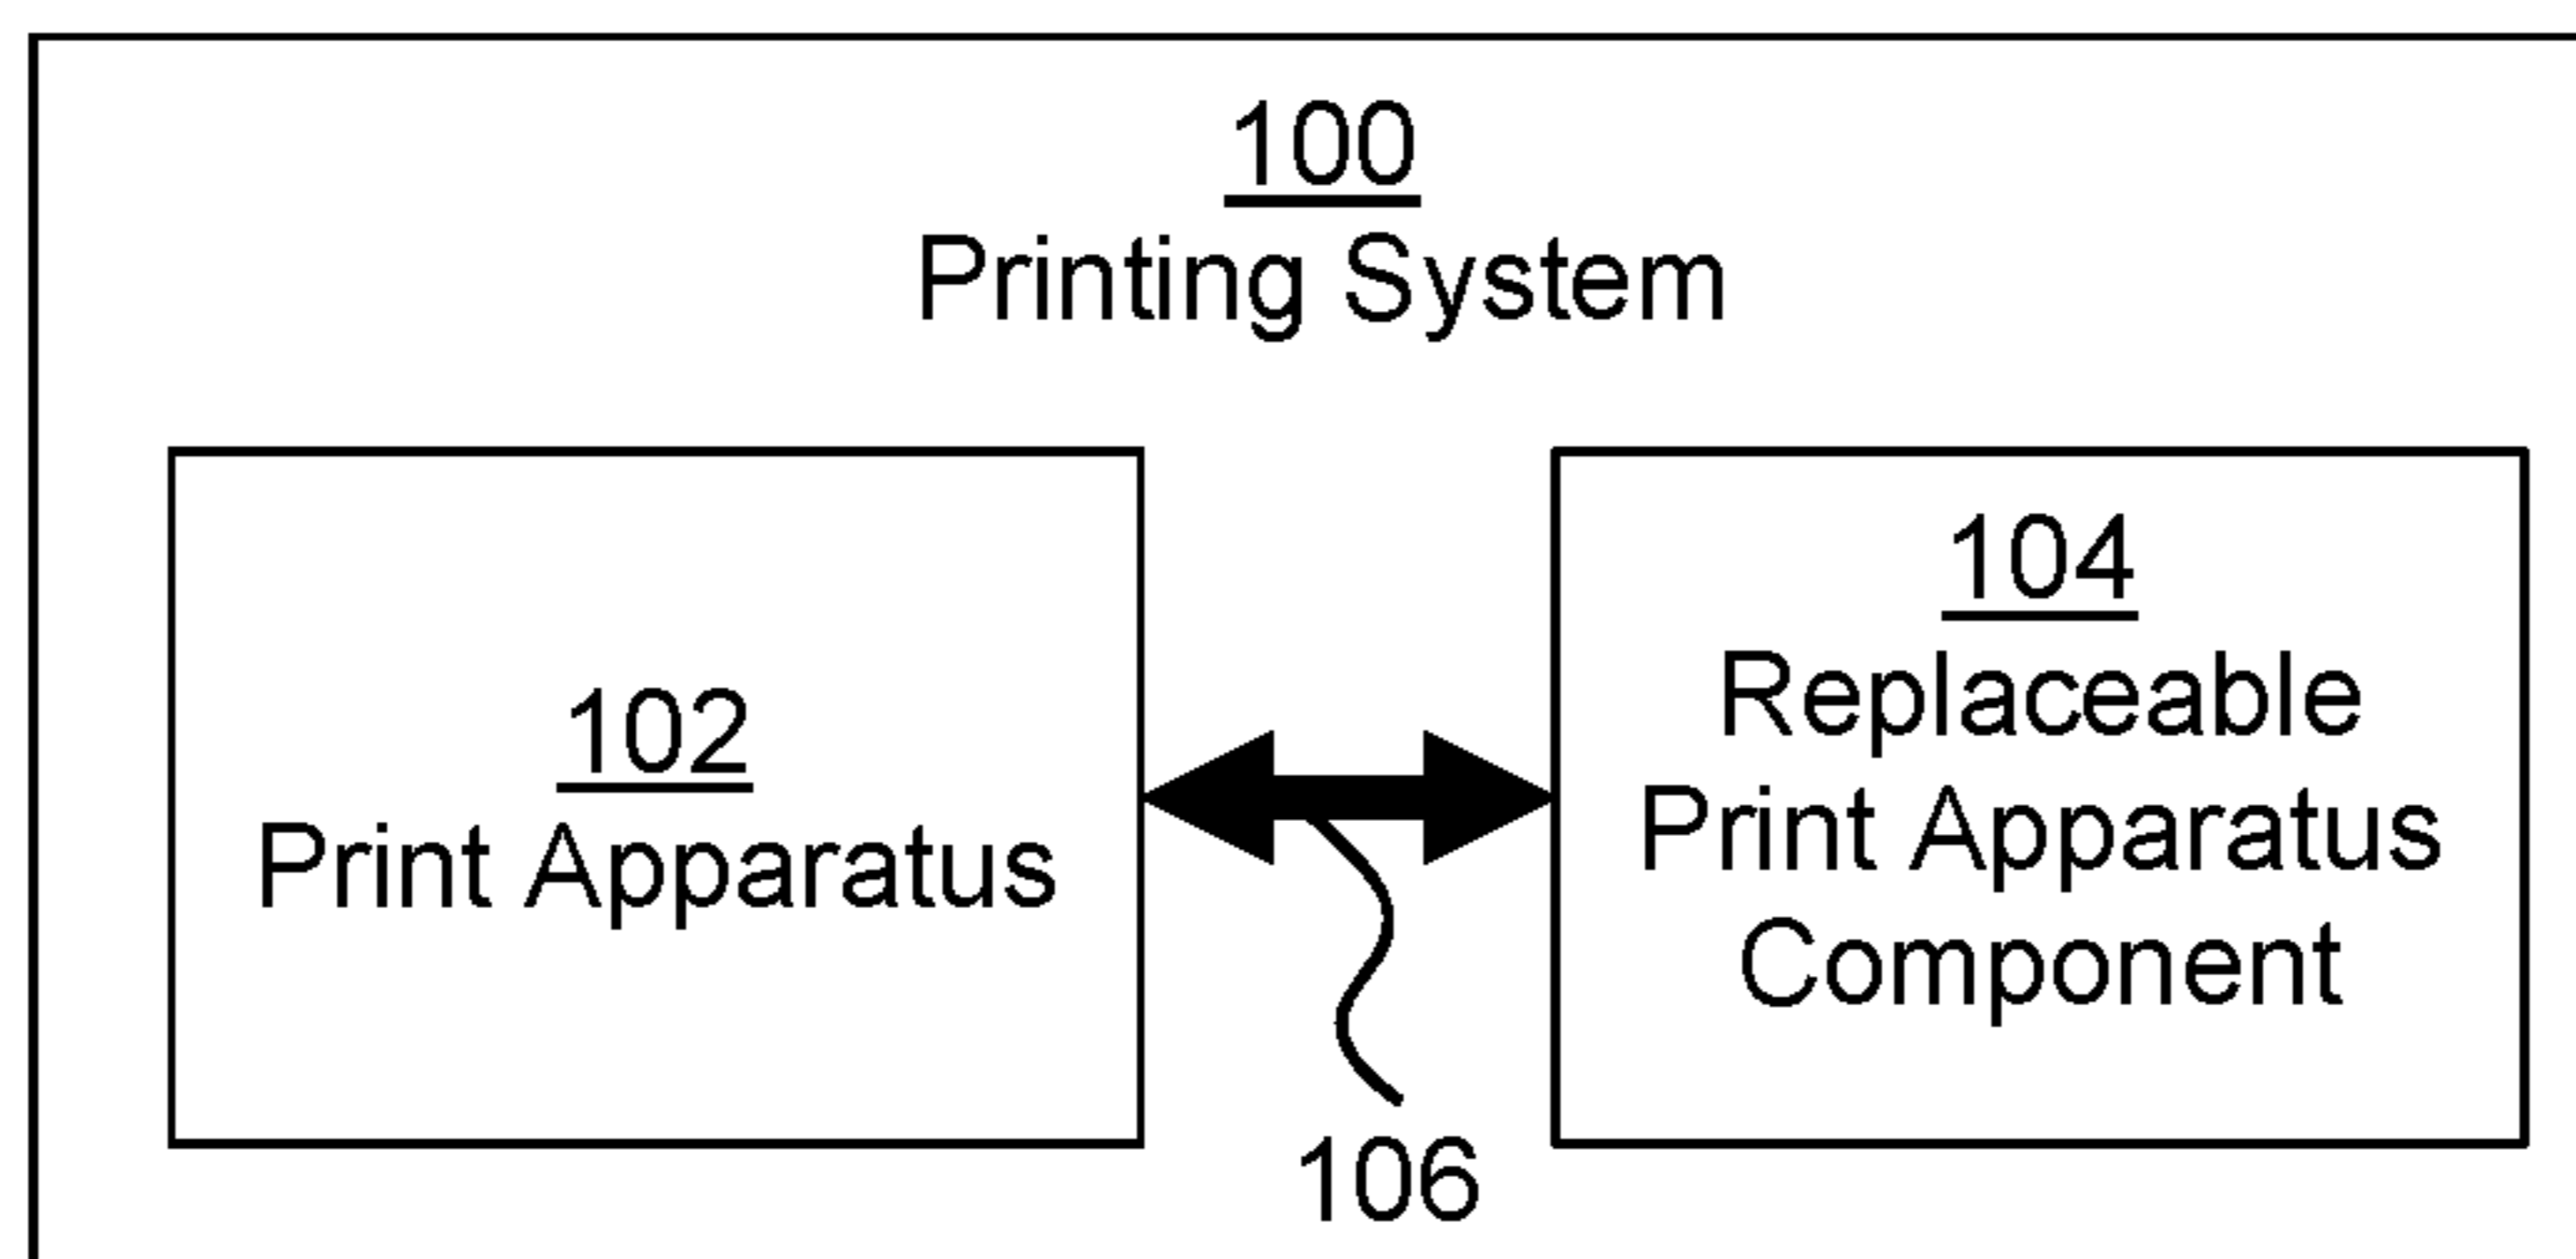 100
Printing System
102
Print Apparatus
104
Replaceable
Print Apparatus
Component
106